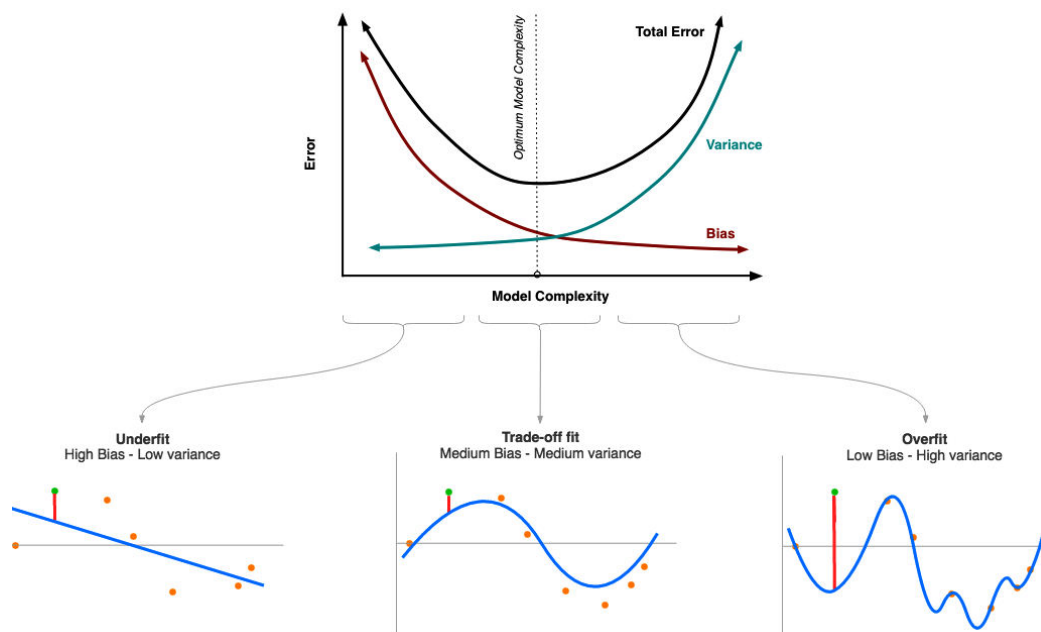 Total Error
Optimum Model Complexity
Error
Variance
Bias
Model Complexity
Underfit
High Bias - Low variance
Trade-off fit
Medium Bias - Medium variance
Overfit
Low Bias - High variance